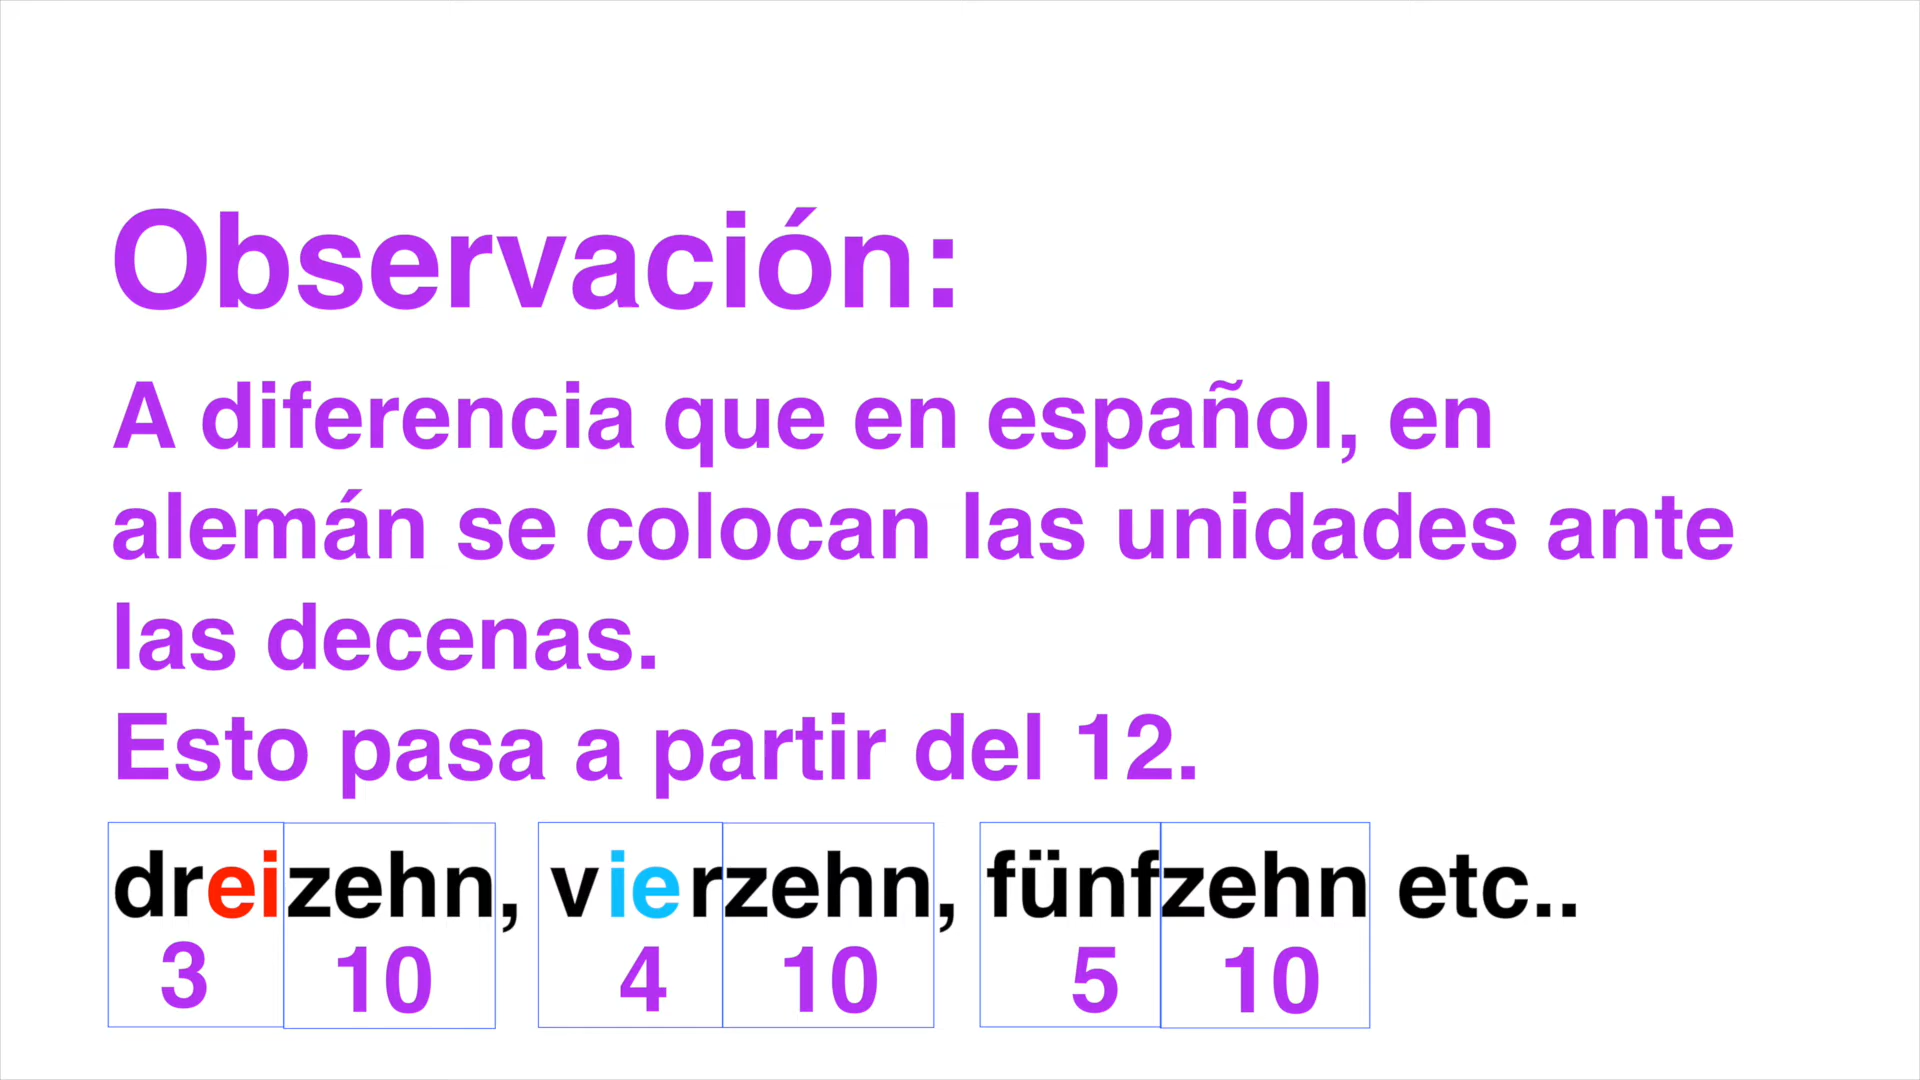 Observación:
A diferencia que en español, en
alemán se colocan las unidades ante
las decenas.
Esto pasa a partir del 12.
dreizehn, vierzehn, fünfzehn etc..
3 10 4 10 5 10